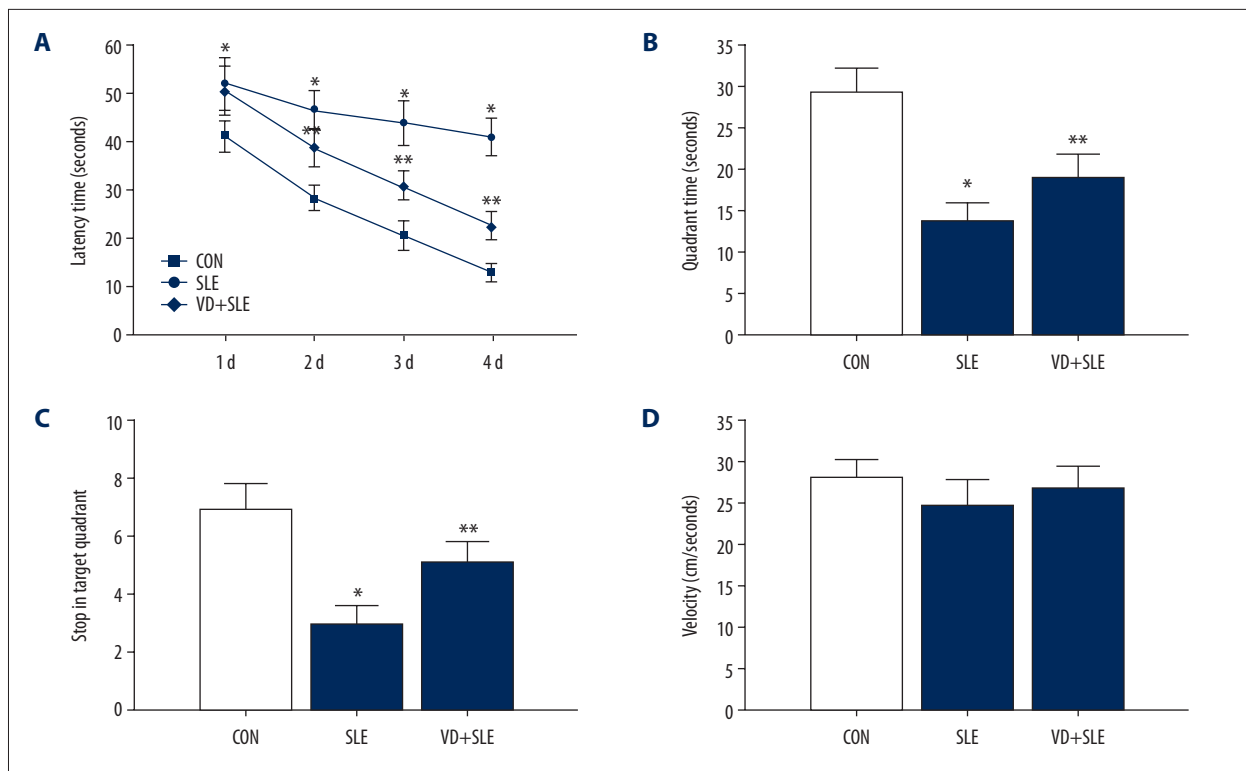 A
60
50
40
30
20
10
0
Latency time (seconds)
*
*
*
*
**
**
**
CON
SLE
VD+SLE
1 d 2 d 3 d 4 d
B
35
30
25
20
15
10
5
0
Quadrant time (seconds)
*
**
CON SLE VD+SLE
C
10
8
6
4
2
0
Stop in target quadrant
*
**
CON SLE VD+SLE
D
35
30
25
20
15
10
5
0
Velocity (cm/seconds)
CON SLE VD+SLE